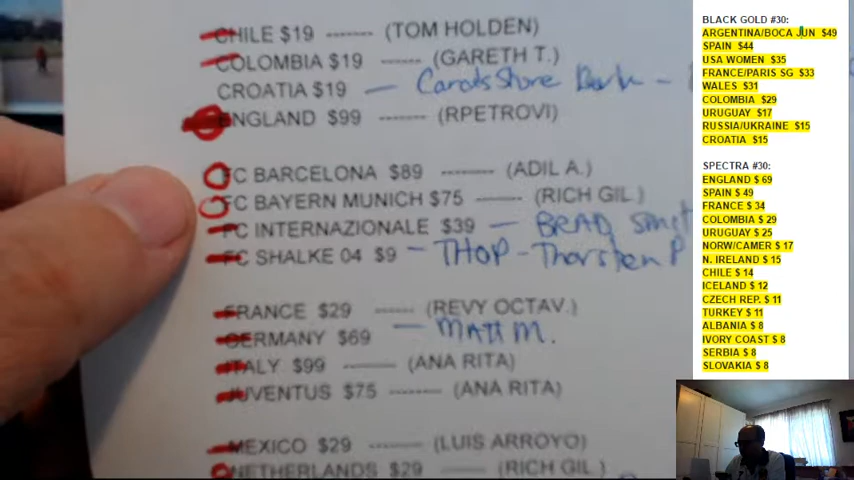 CHILE $19 ------- (TOM HOLDEN)
COLOMBIA $19 ------ (GARETH T.)
CROATIA $19 — Carats Store
ENGLAND $99 ------ (RPETROVI)
FC BARCELONA $89 ------- (ADIL A.)
FC BAYERN MUNICH $75 ------ (RICH GIL)
FC INTERNAZIONALE $39 — BRAD
FC SHALKE 04 $9 - THOP - Thorsten P
FRANCE $29 ------ (REVY OCTAV.)
GERMANY $69 — MATT M.
ITALY $99 ------- (ANA RITA)
JUVENTUS $75 ------- (ANA RITA)
MEXICO $29 ------- (LUIS ARROYO)
NETHERLANDS $29 ------ (RICH GIL)
BLACK GOLD #30:
ARGENTINA/BOCA JUN $49
SPAIN $44
USA WOMEN $35
FRANCE/PARIS SG $33
WALES $31
COLOMBIA $29
URUGUAY $17
RUSSIA/UKRAINE $15
CROATIA $15
SPECTRA #30:
ENGLAND $ 69
SPAIN $ 49
FRANCE $ 34
COLOMBIA $ 29
URUGUAY $ 25
NORW/CAMER $ 17
N. IRELAND $ 15
CHILE $ 14
ICELAND $ 12
CZECH REP. $ 11
TURKEY $ 11
ALBANIA $ 8
IVORY COAST $ 8
SERBIA $ 8
SLOVAKIA $ 8